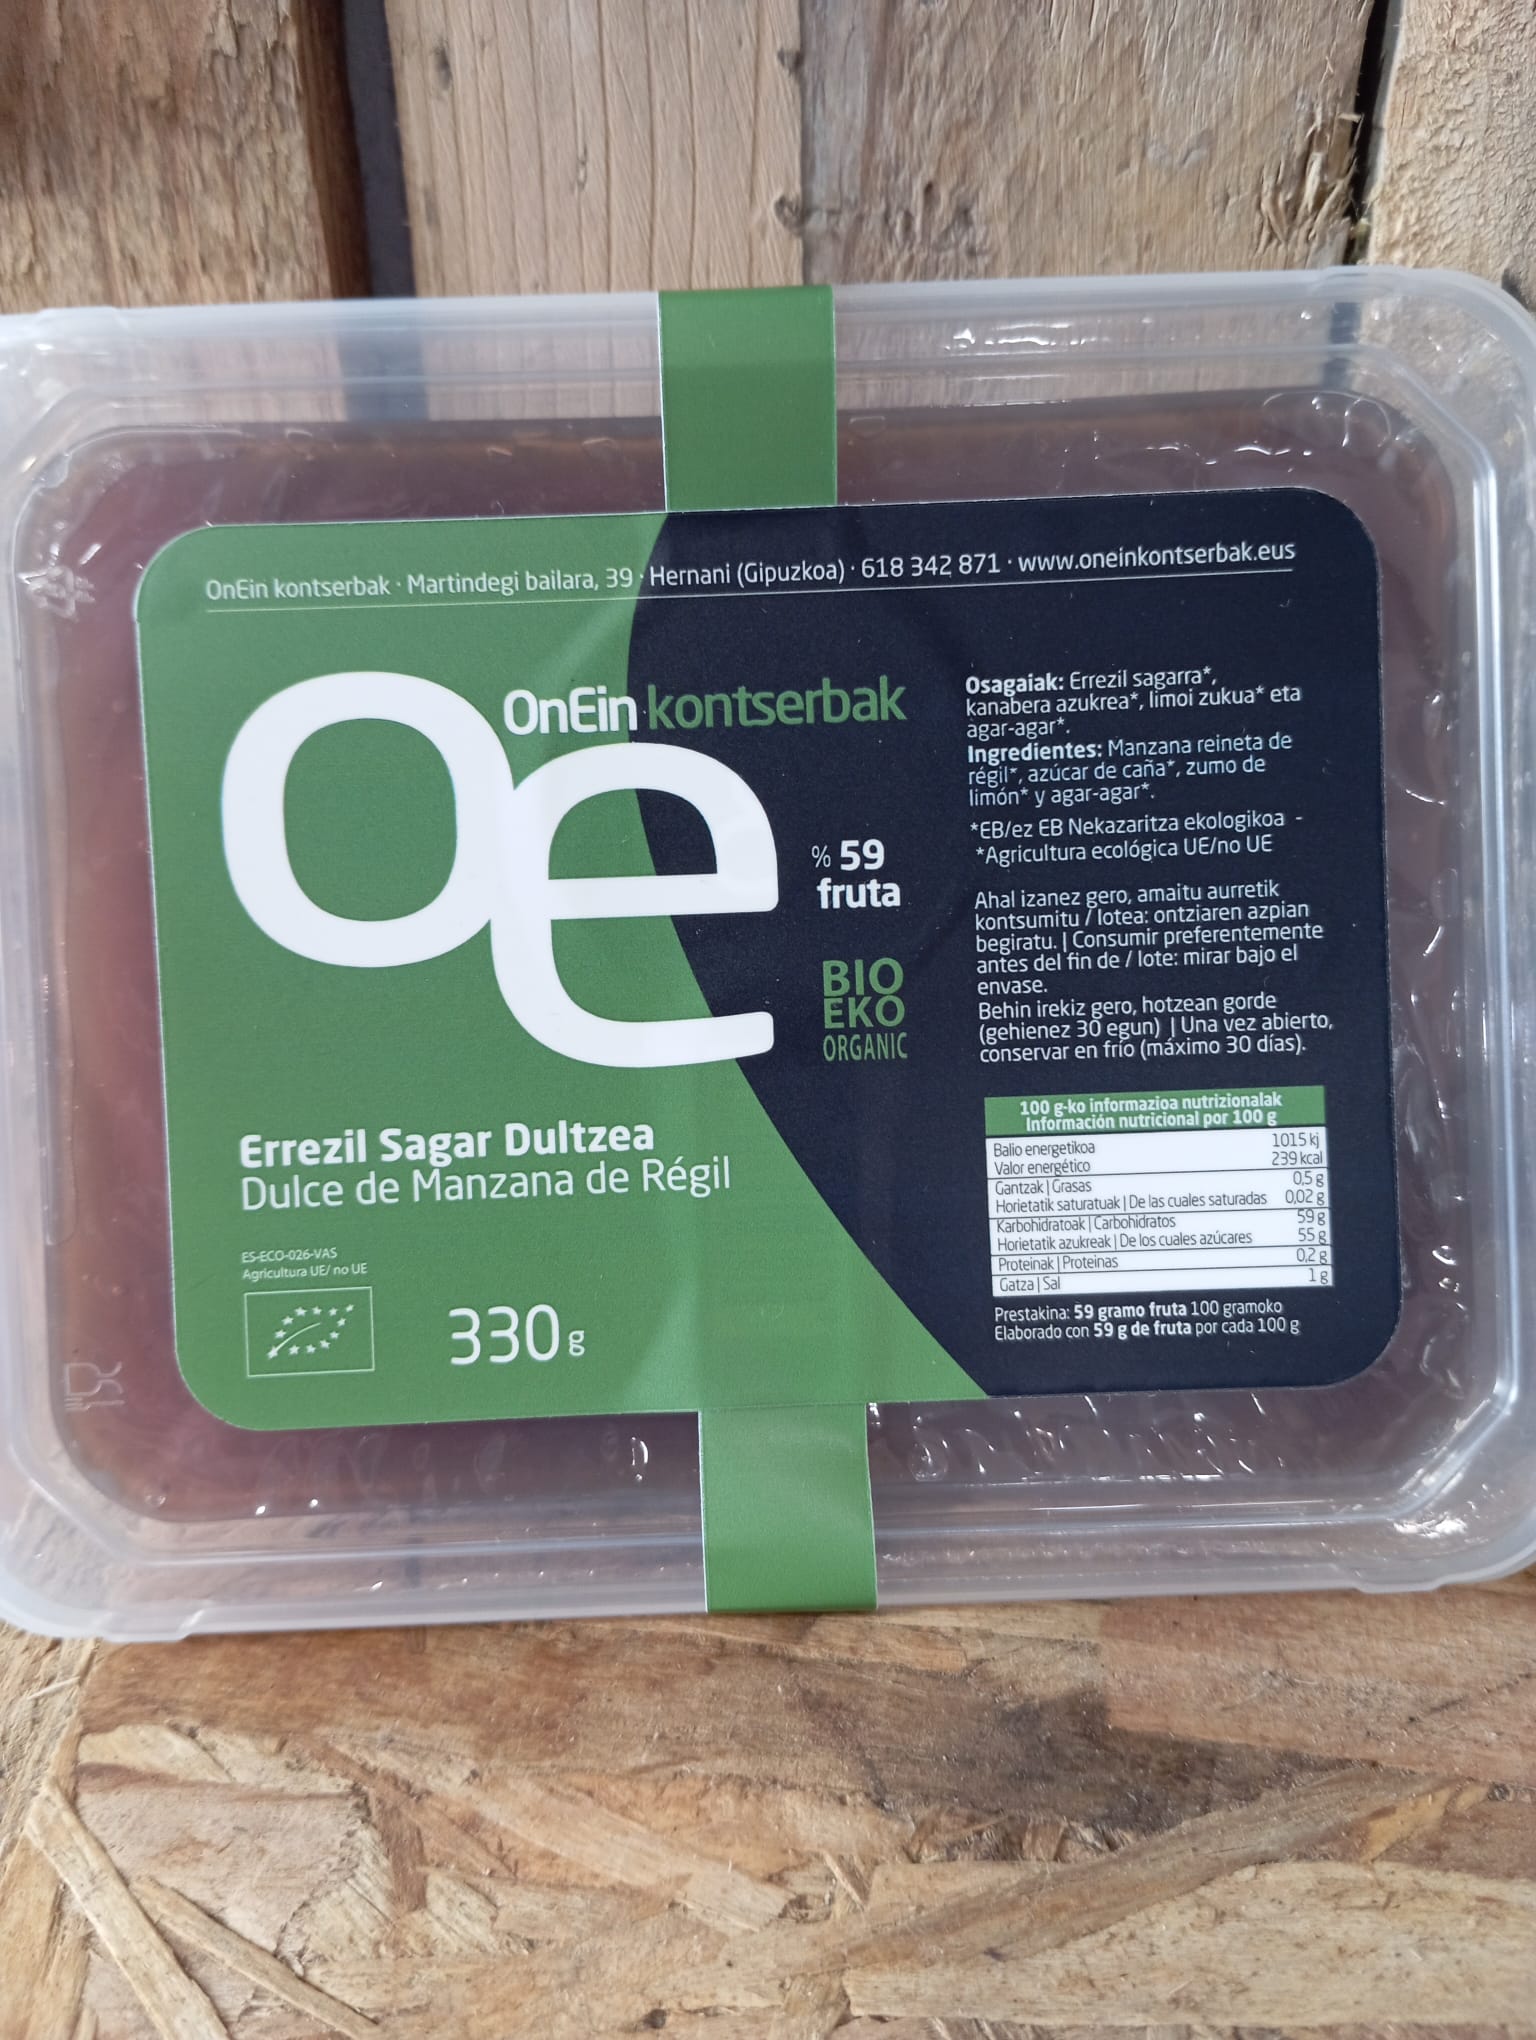 OnEin kontserbak · Martindegi bailara, 39 · Hernani (Gipuzkoa) · 618 342 871 · www.oneinkontserbak.eus
oe
OnEin kontserbak
% 59
fruta
BIO
EKO
ORGANIC
Errezil Sagar Dultzea
Dulce de Manzana de Régil
ES-ECO-026-VAS
Agricultura UE/ no UE
330 g
Osagaiak: Errezil sagarra*,
kanabera azukrea*, limoi zukua* eta
agar-agar*.
Ingredientes: Manzana reineta de
régil*, azúcar de caña*, zumo de
limón* y agar-agar*.
*EB/ez EB Nekazaritza ekologikoa -
*Agricultura ecológica UE/no UE
Ahal izanez gero, amaitu aurretik
kontsumitu / lotea: ontziaren azpian
begiratu. | Consumir preferentemente
antes del fin de / lote: mirar bajo el
envase.
Behin irekiz gero, hotzean gorde
(gehienez 30 egun) | Una vez abierto,
conservar en frío (máximo 30 días).
100 g-ko informazioa nutrizionalak
Información nutricional por 100 g
Balio energetikoa 1015 kj
Valor energético 239 kcal
Gantzak | Grasas 0,5 g
Horietatik saturatuak | De las cuales saturadas 0,02 g
Karbohidratoak | Carbohidratos 59 g
Horietatik azukreak | De los cuales azúcares 55 g
Proteinak | Proteinas 0,2 g
Gatza | Sal 1 g
Prestakina: 59 gramo fruta 100 gramoko
Elaborado con 59 g de fruta por cada 100 g